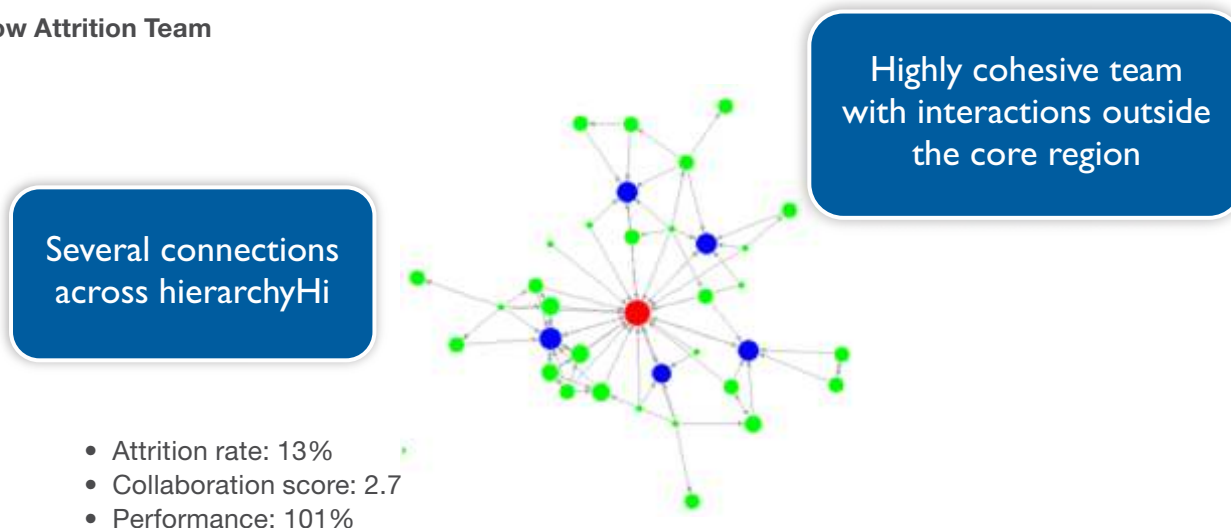 ow Attrition Team
Highly cohesive team
with interactions outside
the core region
Several connections
across hierarchyHi
• Attrition rate: 13%
• Collaboration score: 2.7
• Performance: 101%